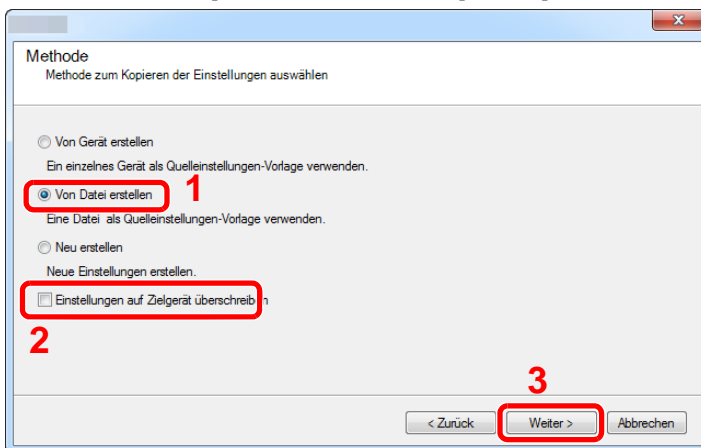 Methode
Methode zum Kopieren der Einstellungen auswählen
Von Gerät erstellen
Ein einzelnes Gerät als Quelleinstellungen-Vorlage verwenden.
Von Datei erstellen
1
Eine Datei als Quelleinstellungen-Vorlage verwenden.
Neu erstellen
Neue Einstellungen erstellen.
Einstellungen auf Zielgerät überschreiben
2
3
< Zurück
Weiter >
Abbrechen